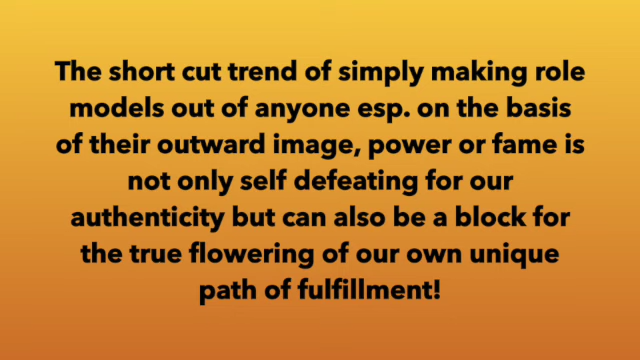 The short cut trend of simply making role
models out of anyone esp. on the basis
of their outward image, power or fame is
not only self defeating for our
authenticity but can also be a block for
the true flowering of our own unique
path of fulfillment!